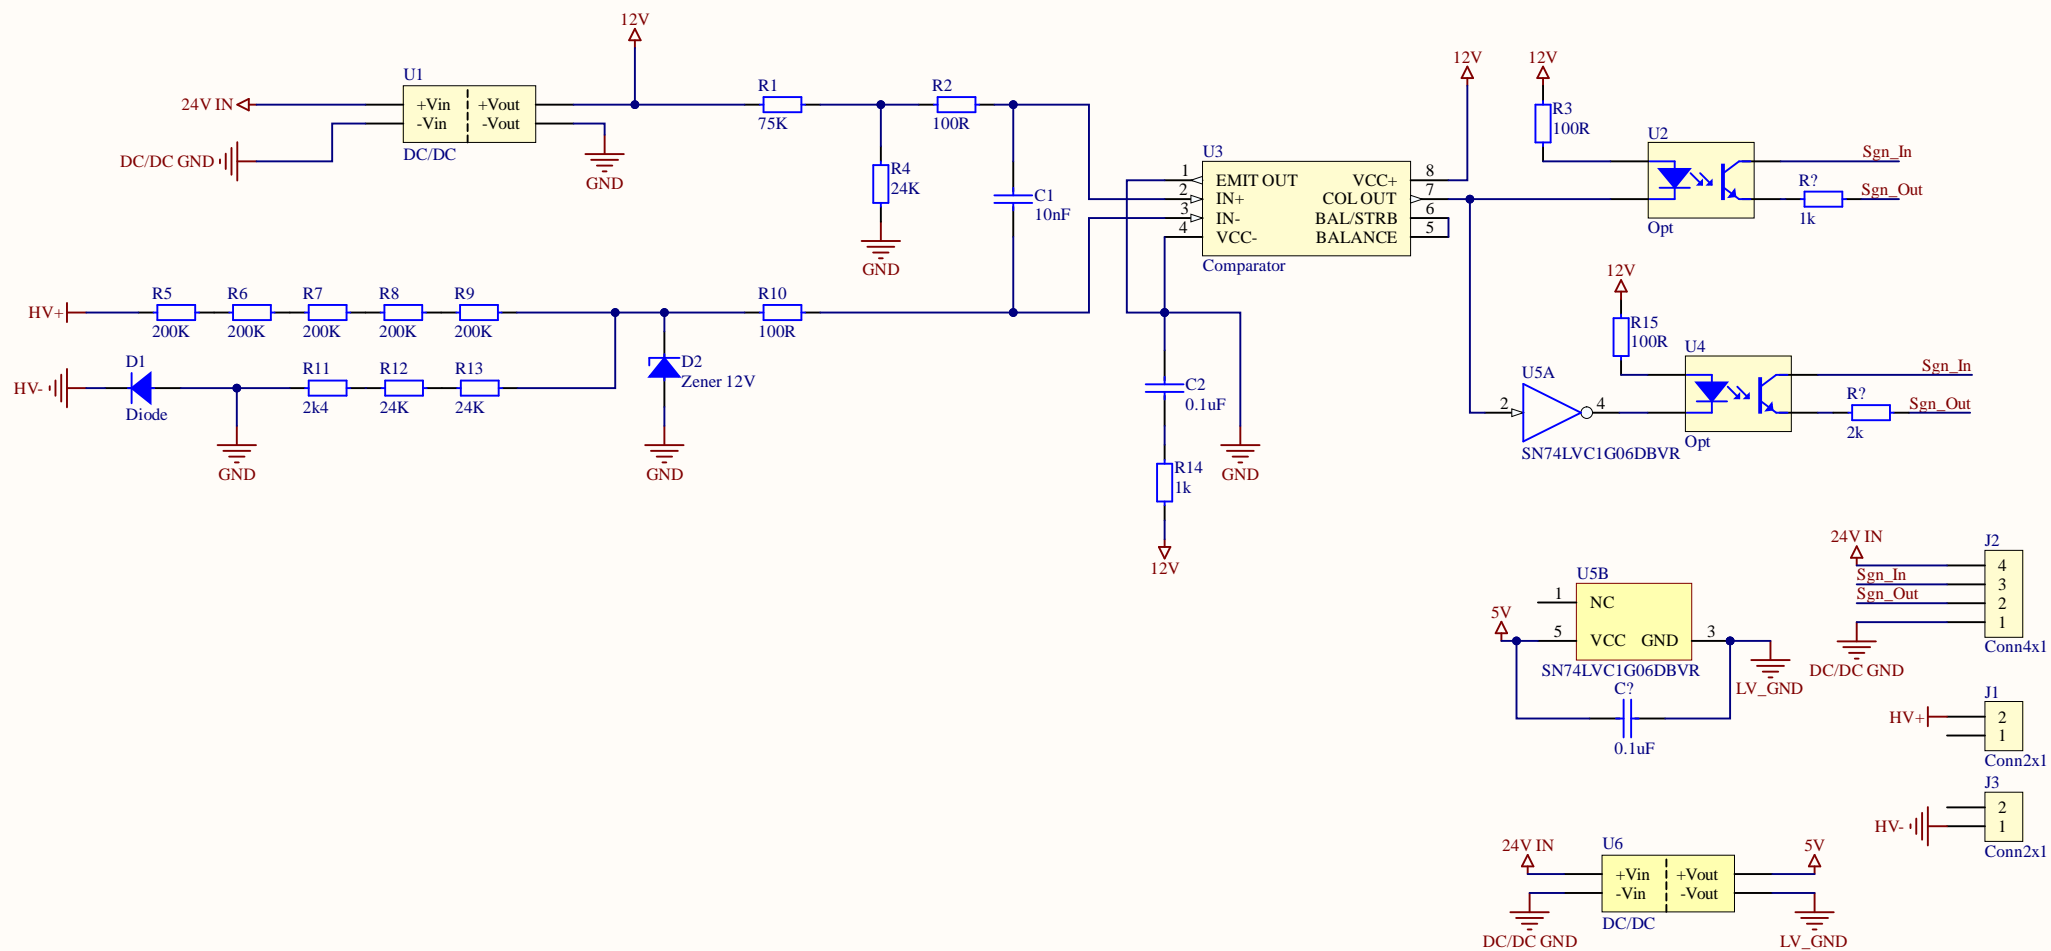 12V
U1
24V IN
+Vin
+Vout
-Vin
-Vout
DC/DC GND
DC/DC
GND
R1
75K
R2
100R
R4
24K
GND
C1
10nF
12V
12V
R3
100R
U3
1
EMIT OUT
VCC+
8
2
IN+
COL OUT
7
3
IN-
BAL/STRB
6
4
VCC-
BALANCE
5
Comparator
U2
Opt
Sgn_In
R?
Sgn_Out
1k
HV+
R5
200K
R6
200K
R7
200K
R8
200K
R9
200K
R10
100R
HV-
D1
Diode
R11
2k4
R12
24K
R13
24K
GND
D2
Zener 12V
GND
C2
0.1uF
R14
1k
12V
GND
12V
R15
100R
U4
Opt
Sgn_In
R?
Sgn_Out
2k
U5A
2
4
SN74LVC1G06DBVR
U5B
1
NC
5V
5
VCC
GND
3
SN74LVC1G06DBVR
LV_GND
C?
0.1uF
24V IN
J2
4
Sgn_In
3
Sgn_Out
2
1
DC/DC GND
Conn4x1
J1
HV+
2
1
Conn2x1
J3
2
HV-
1
Conn2x1
24V IN
U6
5V
+Vin
+Vout
-Vin
-Vout
DC/DC GND
DC/DC
LV_GND